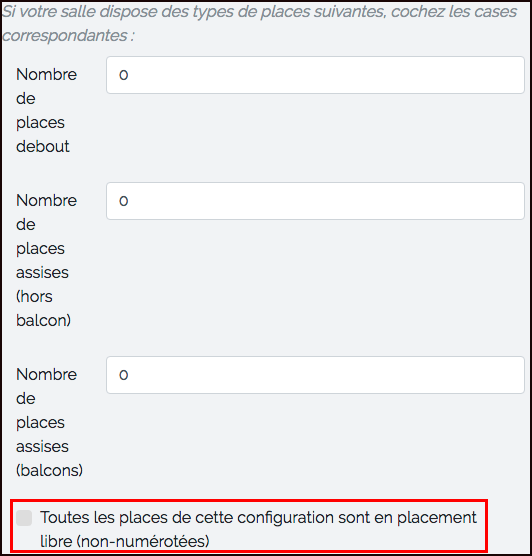 Si votre salle dispose des types de places suivantes, cochez les cases
correspondantes :
Nombre
de
places
debout
0
Nombre
de
places
assises
(hors
balcon)
0
Nombre
de
places
assises
(balcons)
0
Toutes les places de cette configuration sont en placement
libre (non-numérotées)